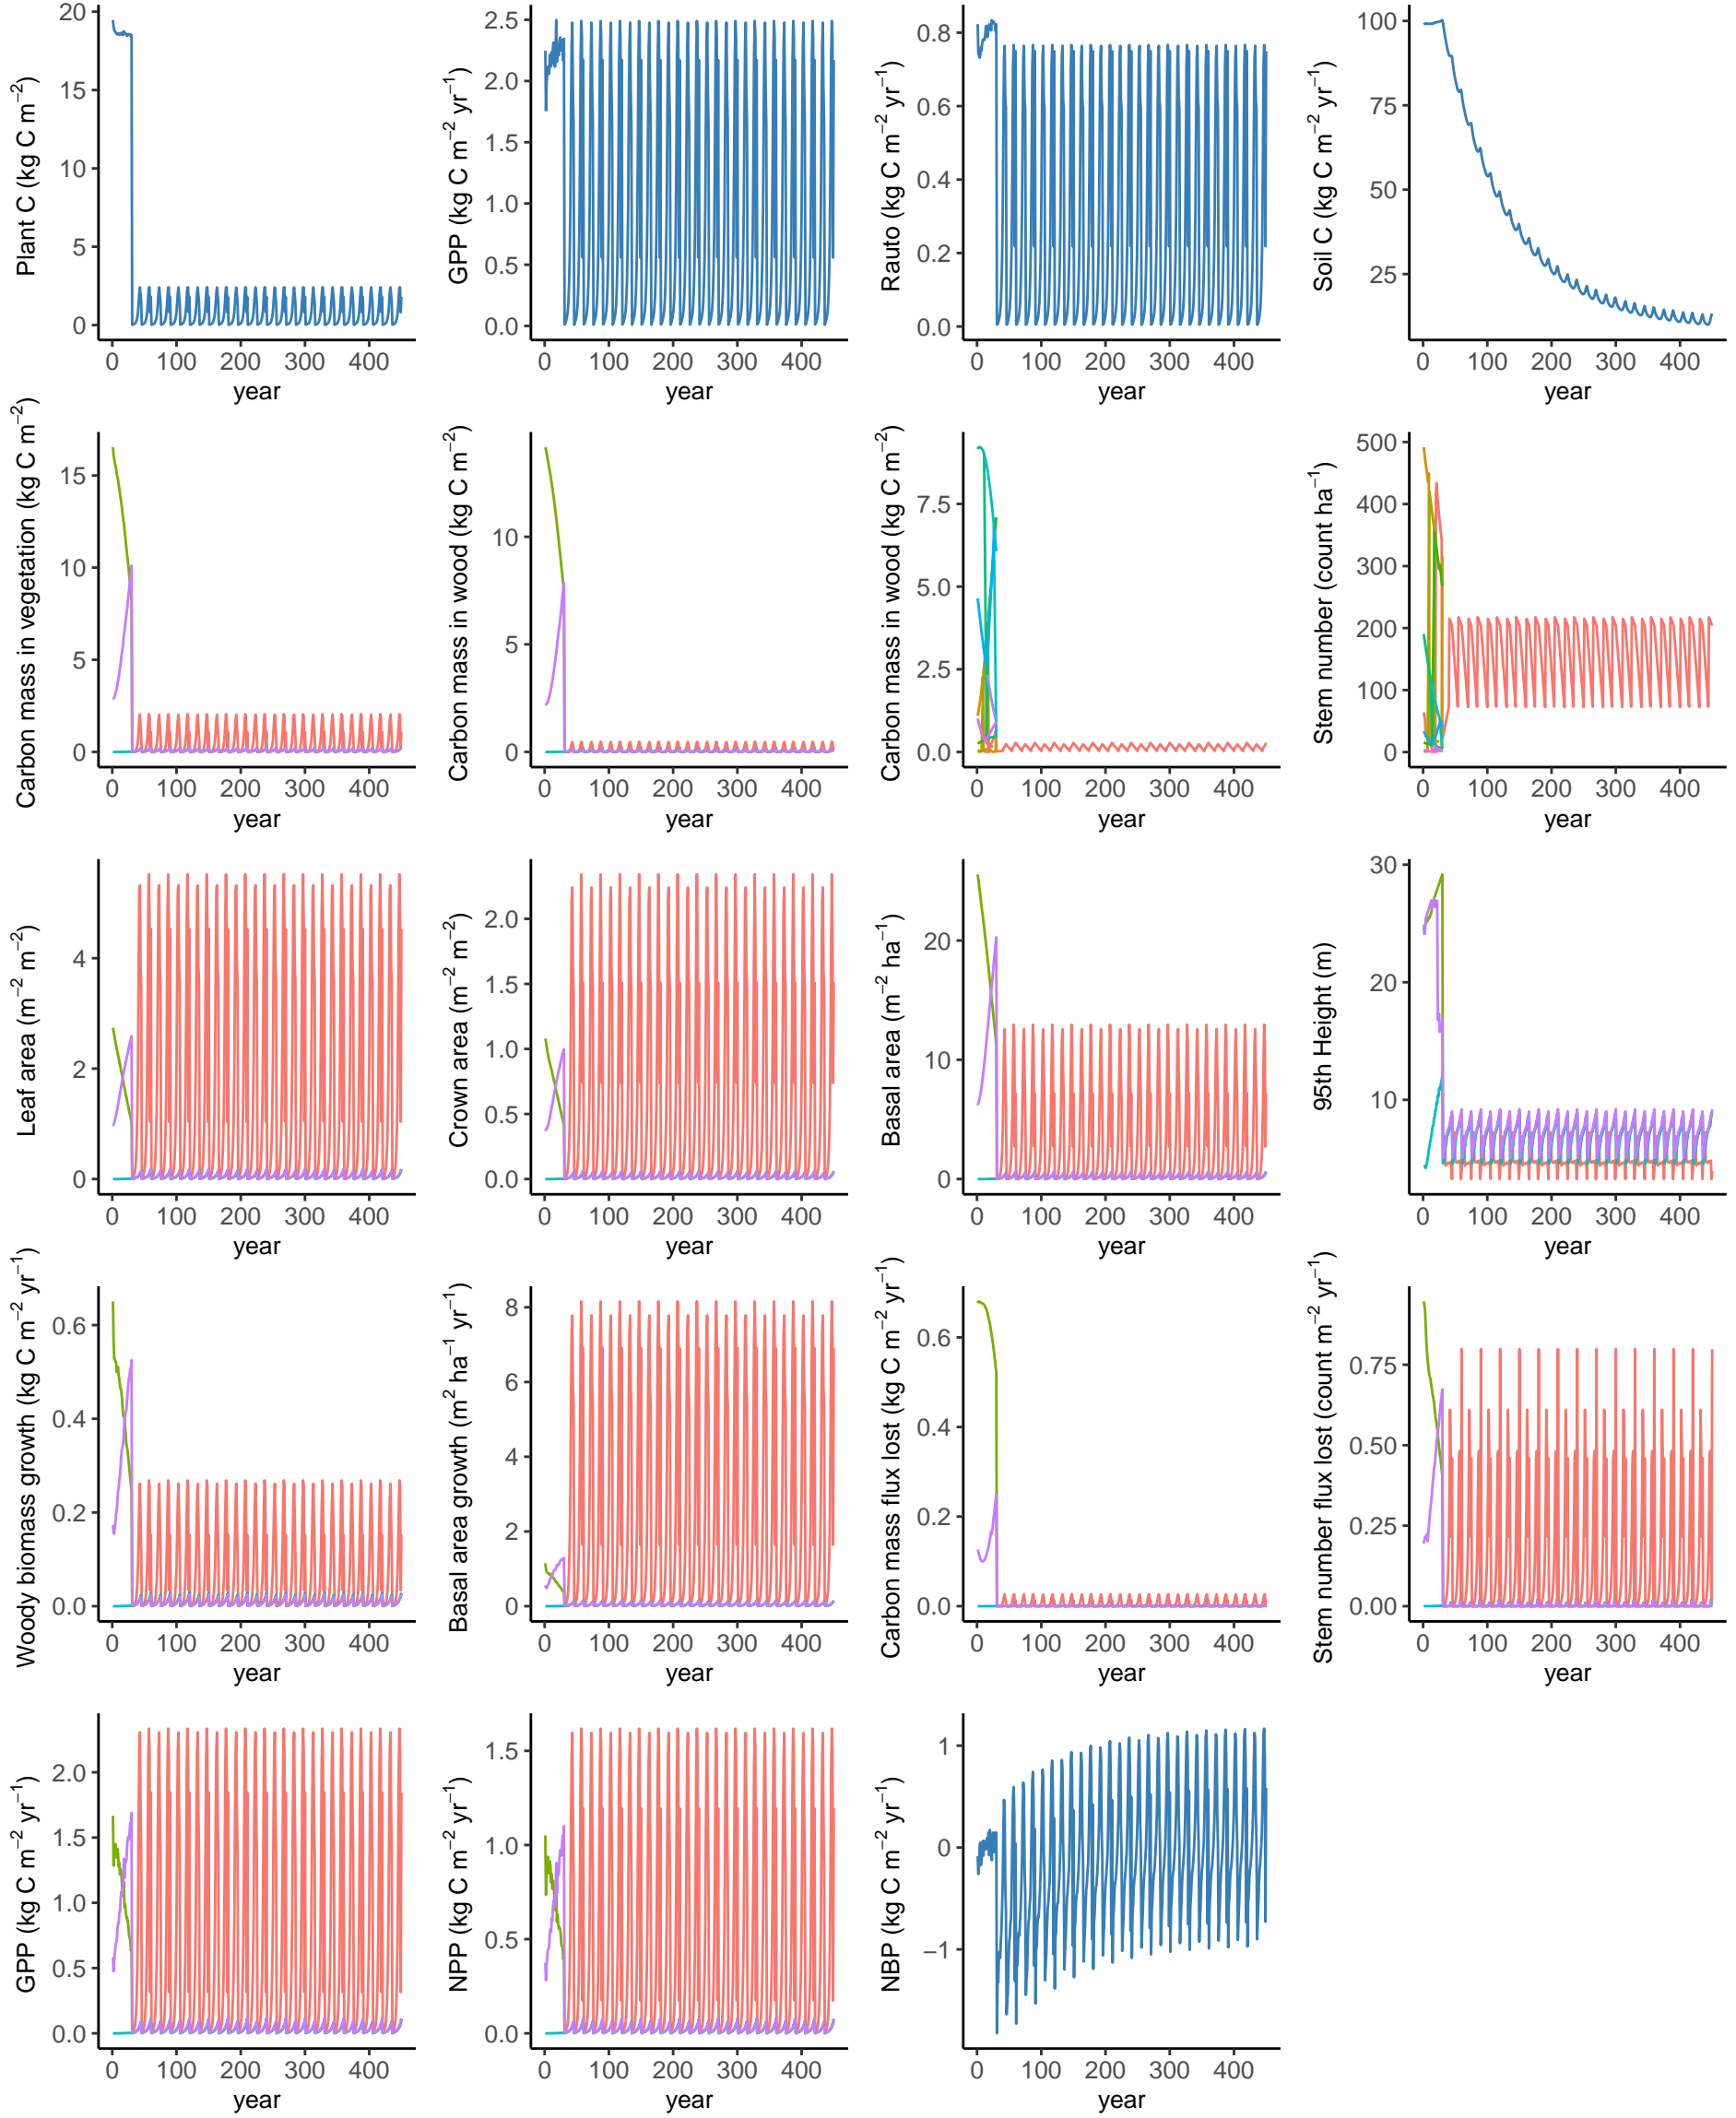 Plant C (kg C m−2)
20
15
10
5
0
0 100 200 300 400
year
GPP (kg C m−2 yr−1)
2.5
2.0
1.5
1.0
0.5
0.0
0 100 200 300 400
year
Rauto (kg C m−2 yr−1)
0.8
0.6
0.4
0.2
0.0
0 100 200 300 400
year
Soil C (kg C m−2 yr−1)
100
75
50
25
0 100 200 300 400
year
Carbon mass in vegetation (kg C m−2)
15
10
5
0
0 100 200 300 400
year
Carbon mass in wood (kg C m−2)
10
5
0
0 100 200 300 400
year
Carbon mass in wood (kg C m−2)
7.5
5.0
2.5
0.0
0 100 200 300 400
year
Stem number (count ha−1)
500
400
300
200
100
0
0 100 200 300 400
year
Leaf area (m−2 m−2)
4
2
0
0 100 200 300 400
year
Crown area (m−2 m−2)
2.0
1.5
1.0
0.5
0.0
0 100 200 300 400
year
Basal area (m−2 ha−1)
20
10
0
0 100 200 300 400
year
95th Height (m)
30
20
10
0 100 200 300 400
year
Woody biomass growth (kg C m−2 yr−1)
0.6
0.4
0.2
0.0
0 100 200 300 400
year
Basal area growth (m2 ha−1 yr−1)
8
6
4
2
0
0 100 200 300 400
year
Carbon mass flux lost (kg C m−2 yr−1)
0.6
0.4
0.2
0.0
0 100 200 300 400
year
Stem number flux lost (count m−2 yr−1)
0.75
0.50
0.25
0.00
0 100 200 300 400
year
GPP (kg C m−2 yr−1)
2.0
1.5
1.0
0.5
0.0
0 100 200 300 400
year
NPP (kg C m−2 yr−1)
1.5
1.0
0.5
0.0
0 100 200 300 400
year
NBP (kg C m−2 yr−1)
1
0
−1
0 100 200 300 400
year